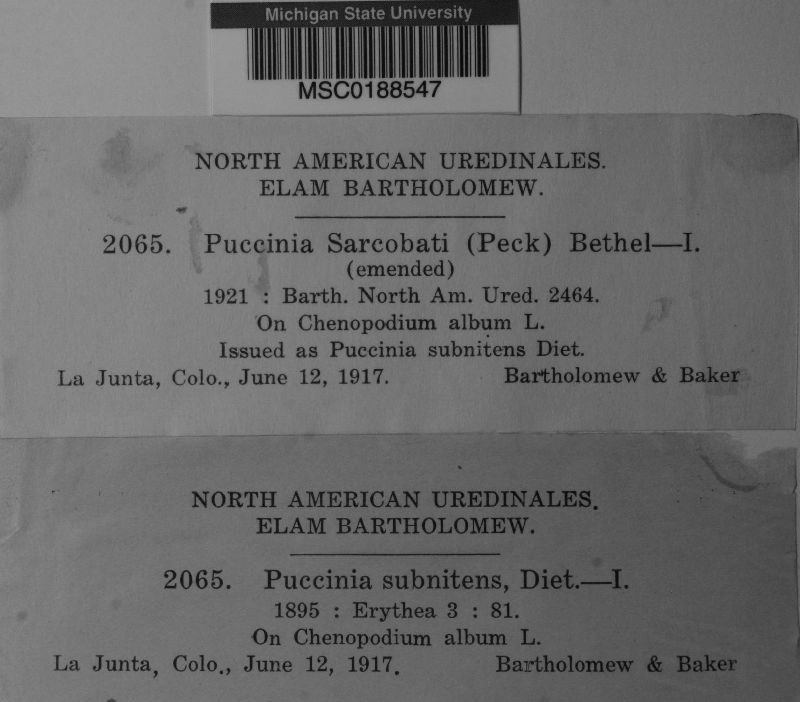 Michigan State University
MSC0188547
NORTH AMERICAN UREDINALES.
ELAM BARTHOLOMEW.
2065. Puccinia Sarcobati (Peck) Bethel—I.
(emended)
1921 : Barth. North Am. Ured. 2464.
On Chenopodium album L.
Issued as Puccinia subnitens Diet.
La Junta, Colo., June 12, 1917. Bartholomew & Baker
NORTH AMERICAN UREDINALES.
ELAM BARTHOLOMEW.
2065. Puccinia subnitens, Diet.—I.
1895 : Erythea 3 : 81.
On Chenopodium album L.
La Junta, Colo., June 12, 1917. Bartholomew & Baker